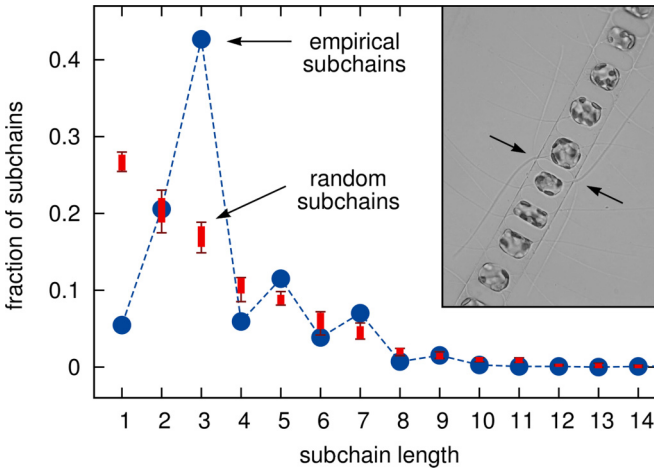 fraction of subchains
0.4
0.3
0.2
0.1
0
empirical
subchains
random
subchains
1 2 3 4 5 6 7 8 9 10 11 12 13 14
subchain length